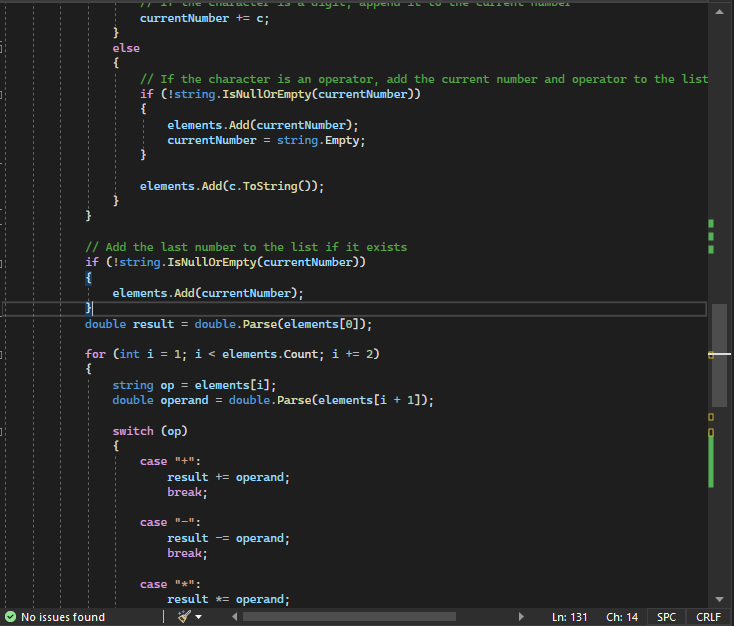 // If the character is a digit, append it to the current number
currentNumber += c;
}
else
{
// If the character is an operator, add the current number and operator to the list
if (!string.IsNullOrEmpty(currentNumber))
{
elements.Add(currentNumber);
currentNumber = string.Empty;
}
elements.Add(c.ToString());
}
}
// Add the last number to the list if it exists
if (!string.IsNullOrEmpty(currentNumber))
{
elements.Add(currentNumber);
}
double result = double.Parse(elements[0]);
for (int i = 1; i < elements.Count; i += 2)
{
string op = elements[i];
double operand = double.Parse(elements[i + 1]);
switch (op)
{
case "+":
result += operand;
break;
case "-":
result -= operand;
break;
case "*":
result *= operand;
No issues found Ln: 131 Ch: 14 SPC CRLF